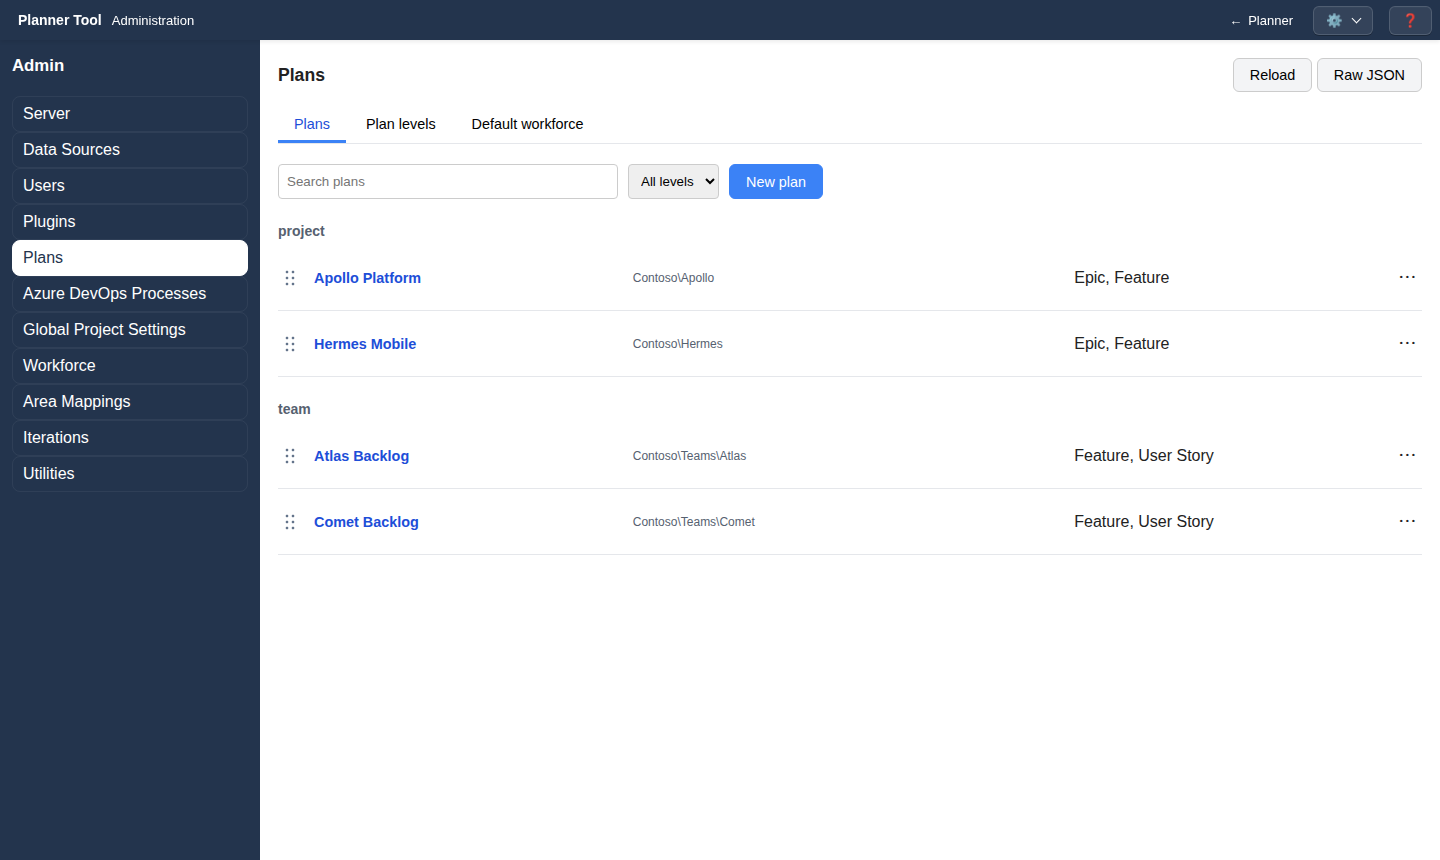 Planner Tool Administration
← Planner
Admin
Server
Data Sources
Users
Plugins
Plans
Azure DevOps Processes
Global Project Settings
Workforce
Area Mappings
Iterations
Utilities
Plans
Reload
Raw JSON
Plans
Plan levels
Default workforce
Search plans
All levels
New plan
project
Apollo Platform
Contoso\Apollo
Epic, Feature
Hermes Mobile
Contoso\Hermes
Epic, Feature
team
Atlas Backlog
Contoso\Teams\Atlas
Feature, User Story
Comet Backlog
Contoso\Teams\Comet
Feature, User Story